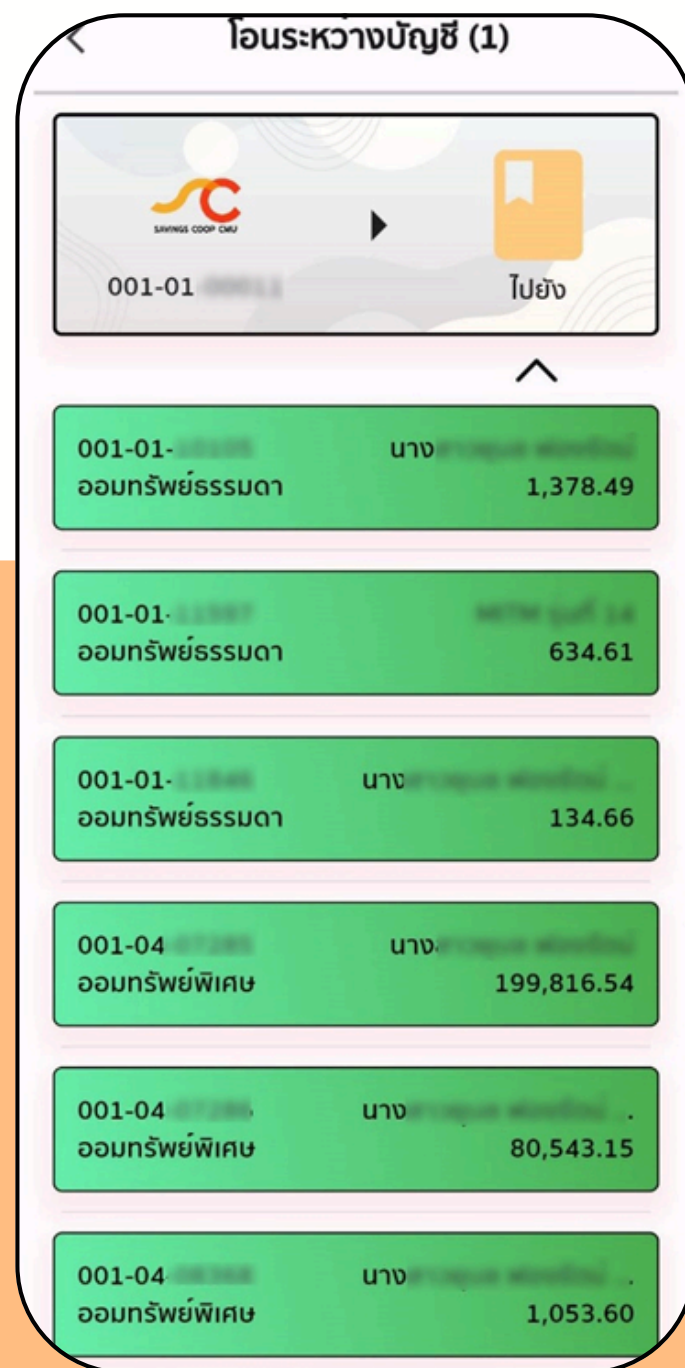 โอนระหว่างบัญชี (1)
SAVINGS COOP CMU
001-01
ไปยัง
001-01- นาง
ออมทรัพย์ธรรมดา 1,378.49
001-01-
ออมทรัพย์ธรรมดา 634.61
001-01- นาง
ออมทรัพย์ธรรมดา 134.66
001-04 นาง
ออมทรัพย์พิเศษ 199,816.54
001-04 นาง
ออมทรัพย์พิเศษ 80,543.15
001-04 นาง
ออมทรัพย์พิเศษ 1,053.60